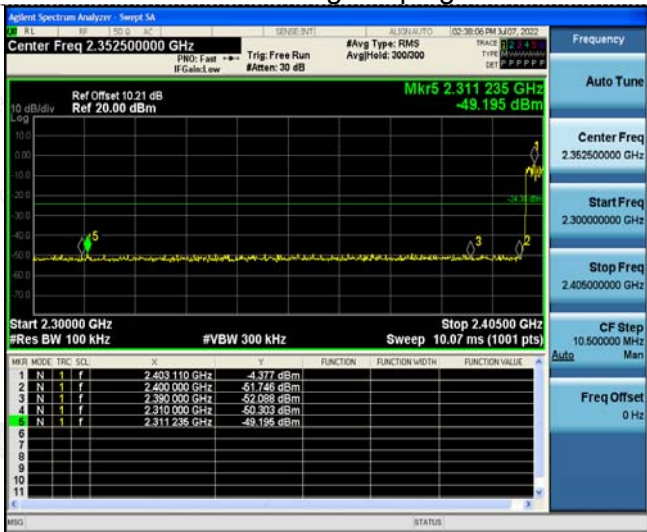 Agilent Spectrum Analyzer - Swept SA
RL RF 50 Ω AC SENSE:INT ALIGN AUTO 02:38:06 PM Jul 07, 2022
Center Freq 2.352500000 GHz
PNO: Fast
IFGain:Low
Trig: Free Run
#Atten: 30 dB
#Avg Type: RMS
Avg|Hold: 300/300
TRACE 1 2 3 4 5 6
TYPE
DET P P P P P P
Frequency
Auto Tune
Ref Offset 10.21 dB
10 dB/div Ref 20.00 dBm
Log
Mkr5 2.311 235 GHz
-49.195 dBm
10.0
0.00
-10.0
-20.0
-30.0
-40.0
-50.0
-60.0
-70.0
1
5
3
2
Center Freq
2.352500000 GHz
Start Freq
2.300000000 GHz
Stop Freq
2.405000000 GHz
CF Step
10.500000 MHz
Auto Man
Freq Offset
0 Hz
Start 2.30000 GHz Stop 2.40500 GHz
#Res BW 100 kHz #VBW 300 kHz Sweep 10.07 ms (1001 pts)
MKR MODE TRC SCL X Y FUNCTION FUNCTION WIDTH FUNCTION VALUE
1 N 1 f 2.403 110 GHz -4.377 dBm
2 N 1 f 2.400 000 GHz -51.746 dBm
3 N 1 f 2.390 000 GHz -52.088 dBm
4 N 1 f 2.310 000 GHz -50.303 dBm
5 N 1 f 2.311 235 GHz -49.195 dBm
6
7
8
9
10
11
MSG STATUS